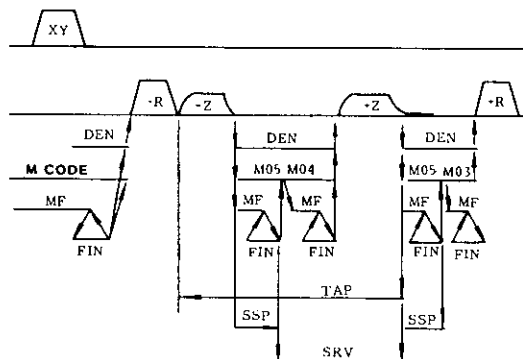 XY
-R -Z +Z +R
DEN DEN DEN
M CODE M05 M04 M05 M03
MF MF MF MF MF
FIN FIN FIN FIN FIN
TAP
SSP SSP
SRV